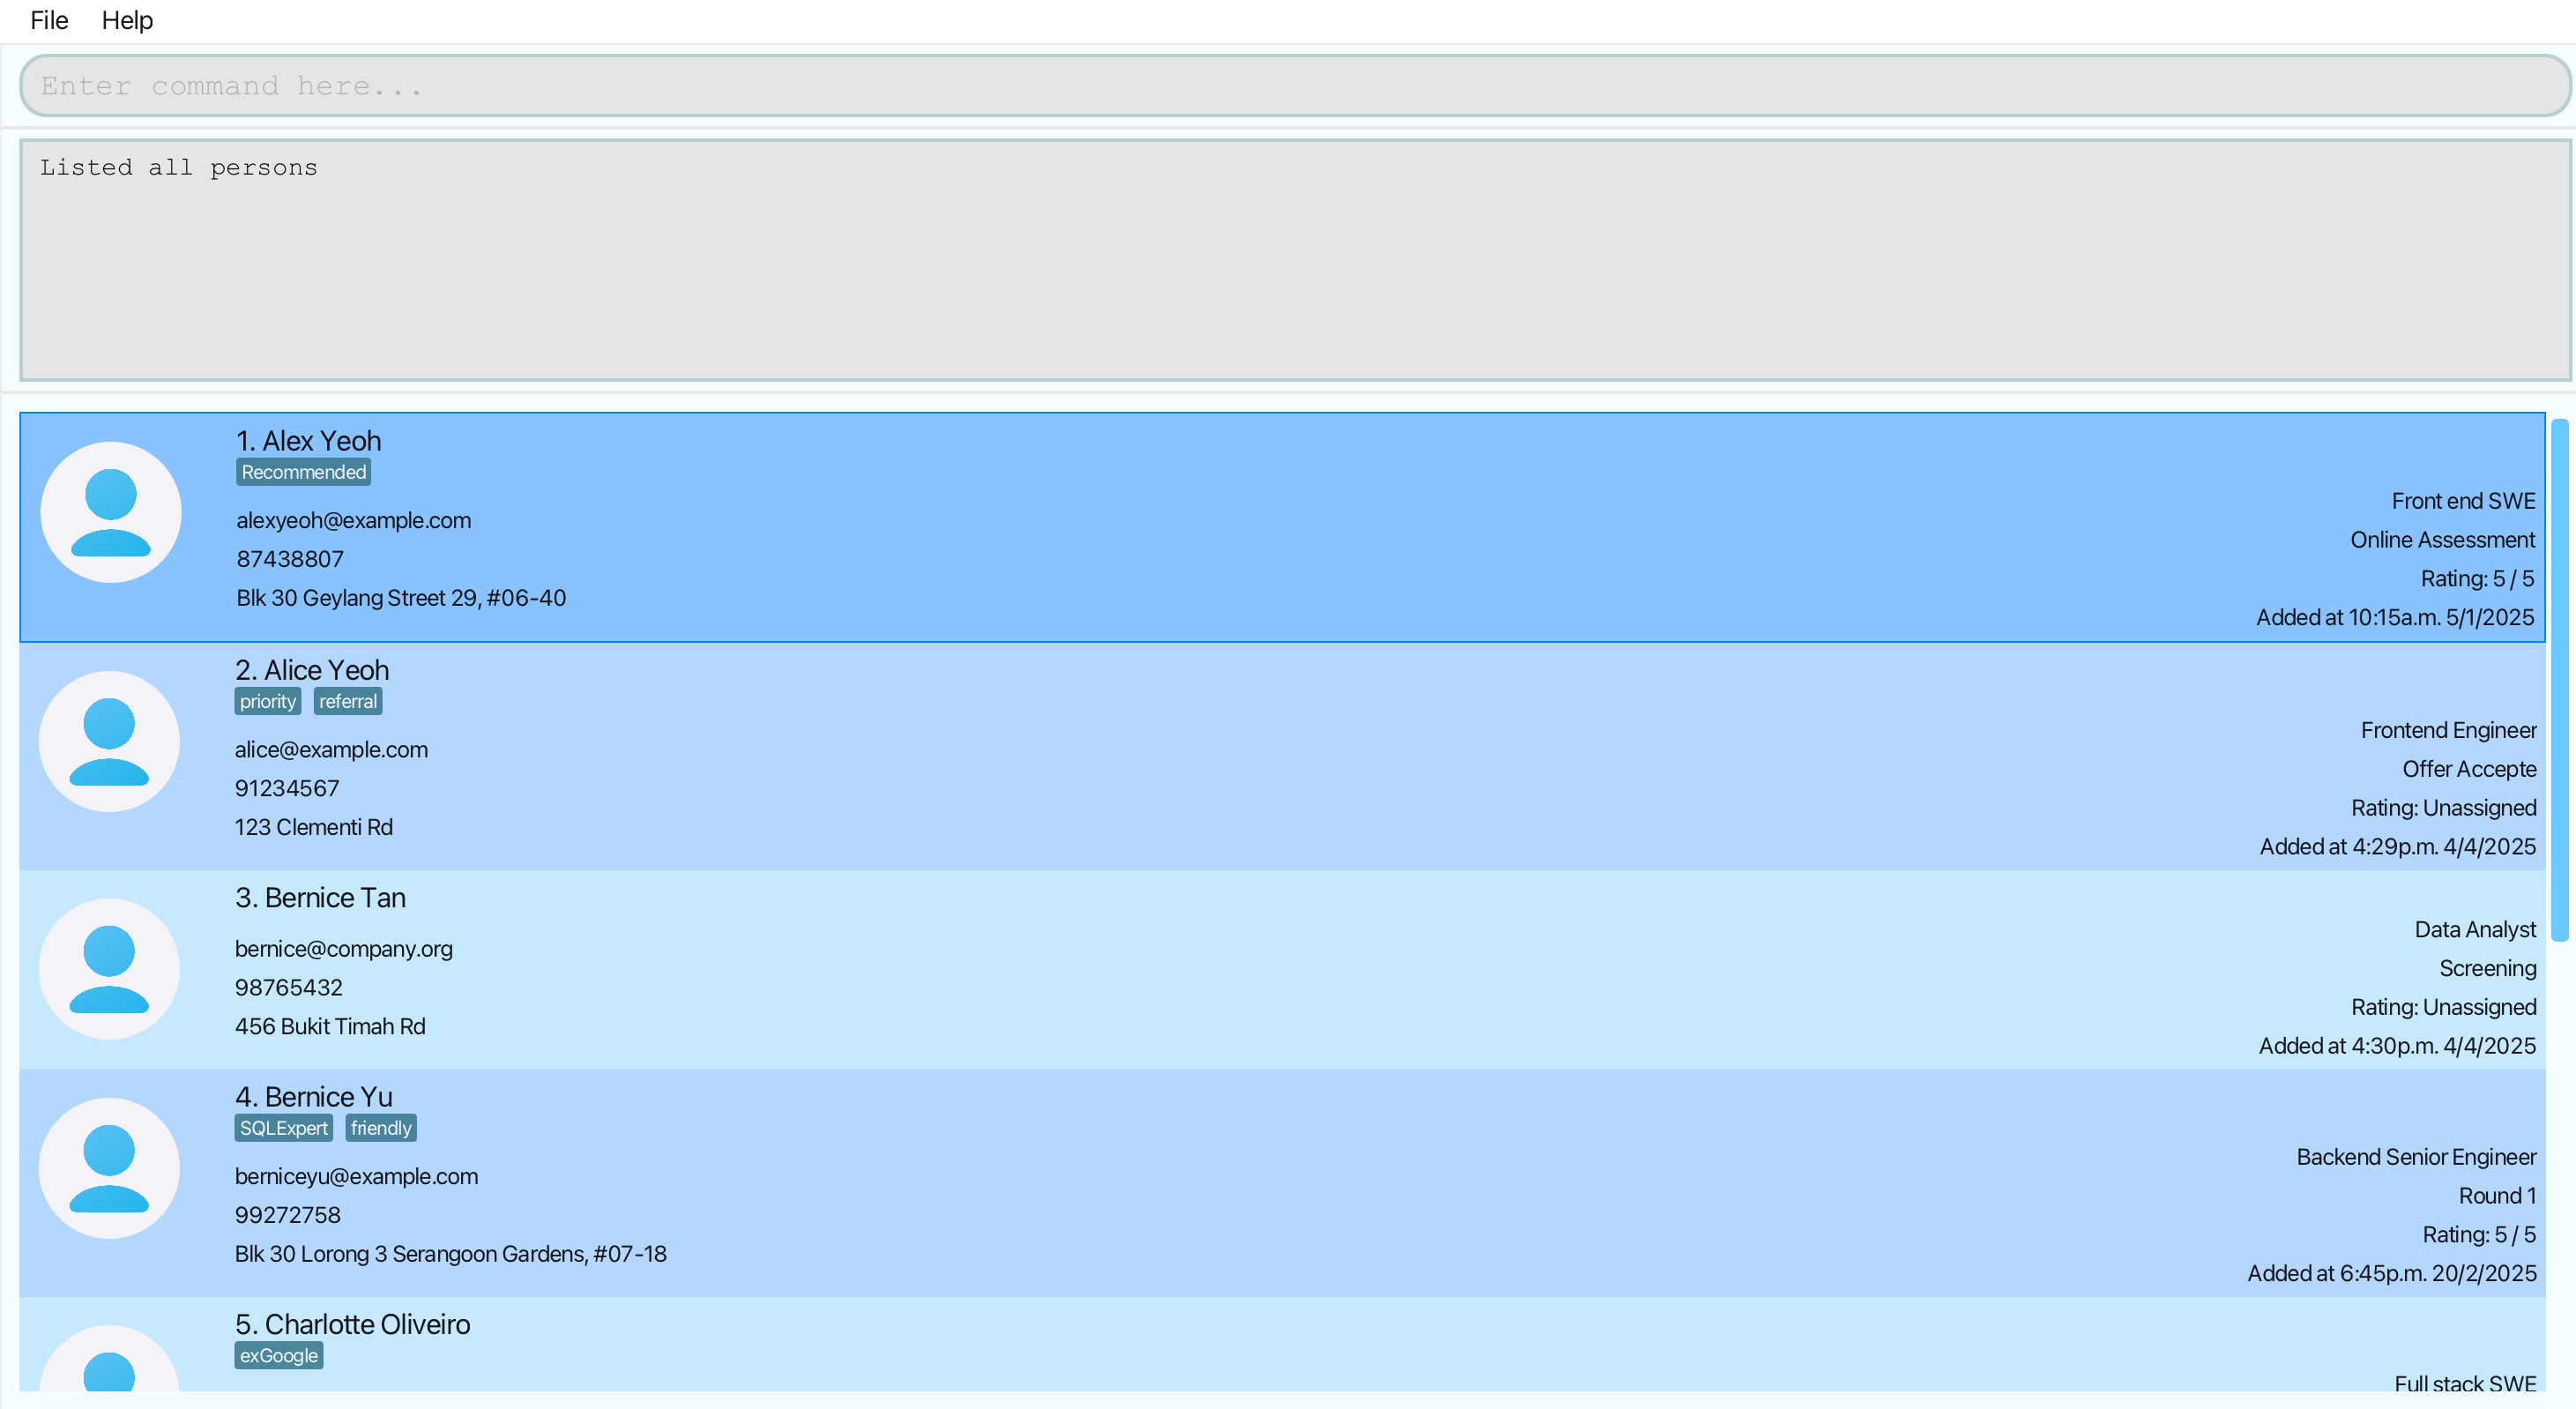 File Help
Enter command here...
Listed all persons
1. Alex Yeoh
Recommended
alexyeoh@example.com
87438807
Blk 30 Geylang Street 29, #06-40
Front end SWE
Online Assessment
Rating: 5 / 5
Added at 10:15a.m. 5/1/2025
2. Alice Yeoh
priority referral
alice@example.com
91234567
123 Clementi Rd
Frontend Engineer
Offer Accepte
Rating: Unassigned
Added at 4:29p.m. 4/4/2025
3. Bernice Tan
bernice@company.org
98765432
456 Bukit Timah Rd
Data Analyst
Screening
Rating: Unassigned
Added at 4:30p.m. 4/4/2025
4. Bernice Yu
SQLExpert friendly
berniceyu@example.com
99272758
Blk 30 Lorong 3 Serangoon Gardens, #07-18
Backend Senior Engineer
Round 1
Rating: 5 / 5
Added at 6:45p.m. 20/2/2025
5. Charlotte Oliveiro
exGoogle
Full stack SWE